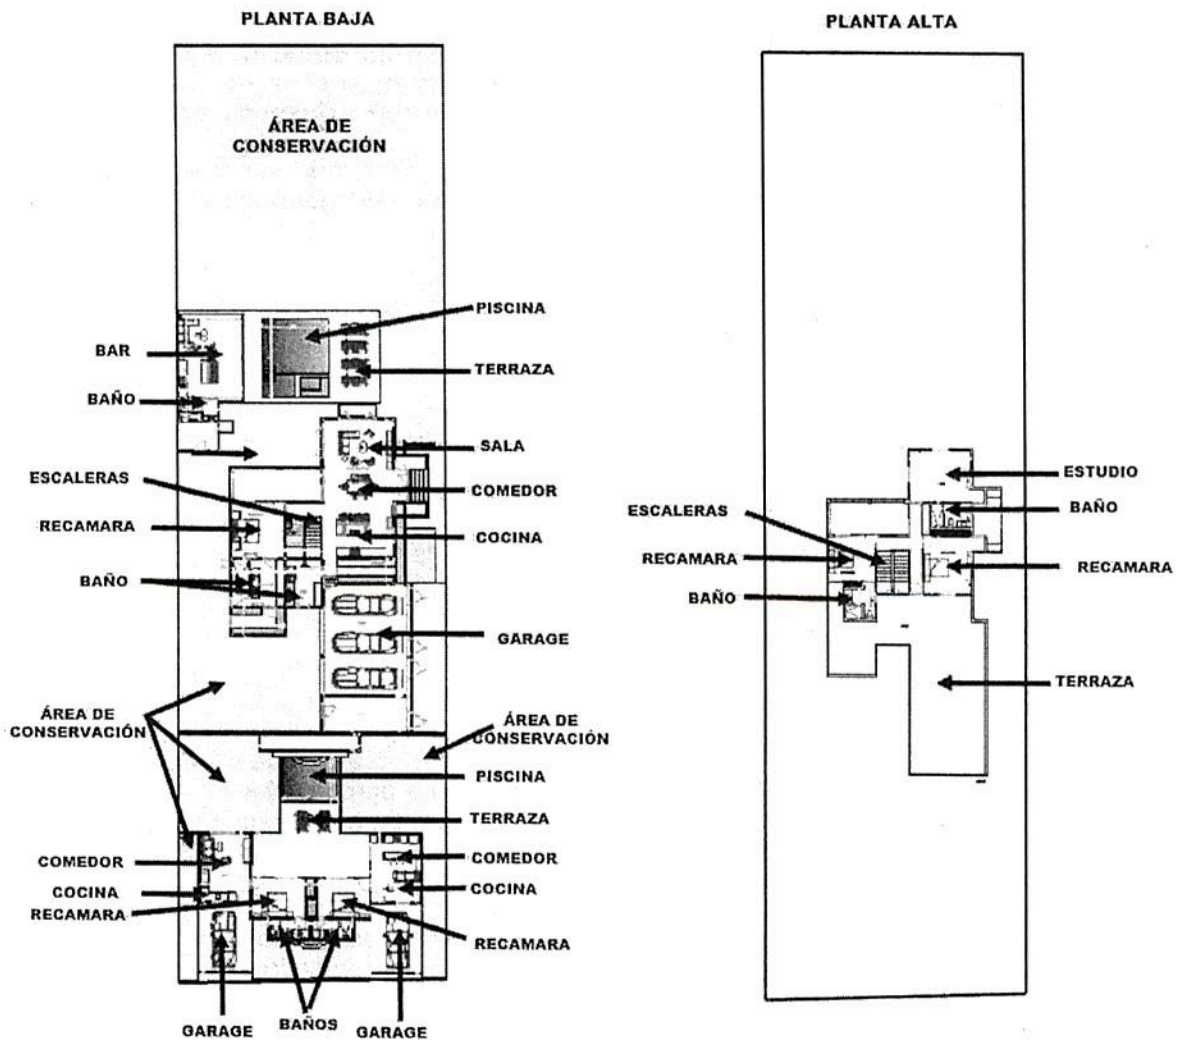 PLANTA BAJA
ÁREA DE
CONSERVACIÓN
PISCINA
BAR
TERRAZA
BAÑO
SALA
ESCALERAS
COMEDOR
RECAMARA
COCINA
BAÑO
GARAGE
ÁREA DE
CONSERVACIÓN
ÁREA DE
CONSERVACIÓN
PISCINA
TERRAZA
COMEDOR
COMEDOR
COCINA
COCINA
RECAMARA
RECAMARA
GARAGE
BAÑOS
GARAGE
PLANTA ALTA
ESTUDIO
BAÑO
ESCALERAS
RECAMARA
RECAMARA
BAÑO
TERRAZA